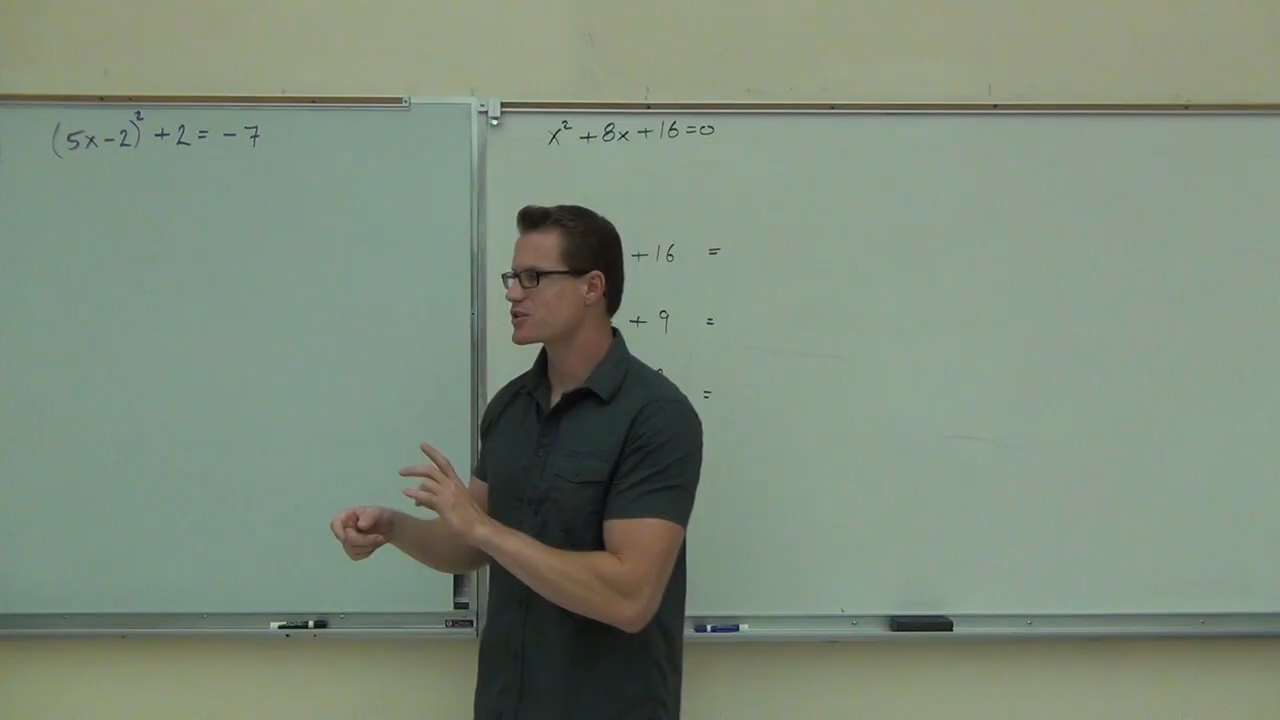 (5x-2)² + 2 = -7
x² + 8x + 16 = 0
+ 16 =
+ 9 =
=